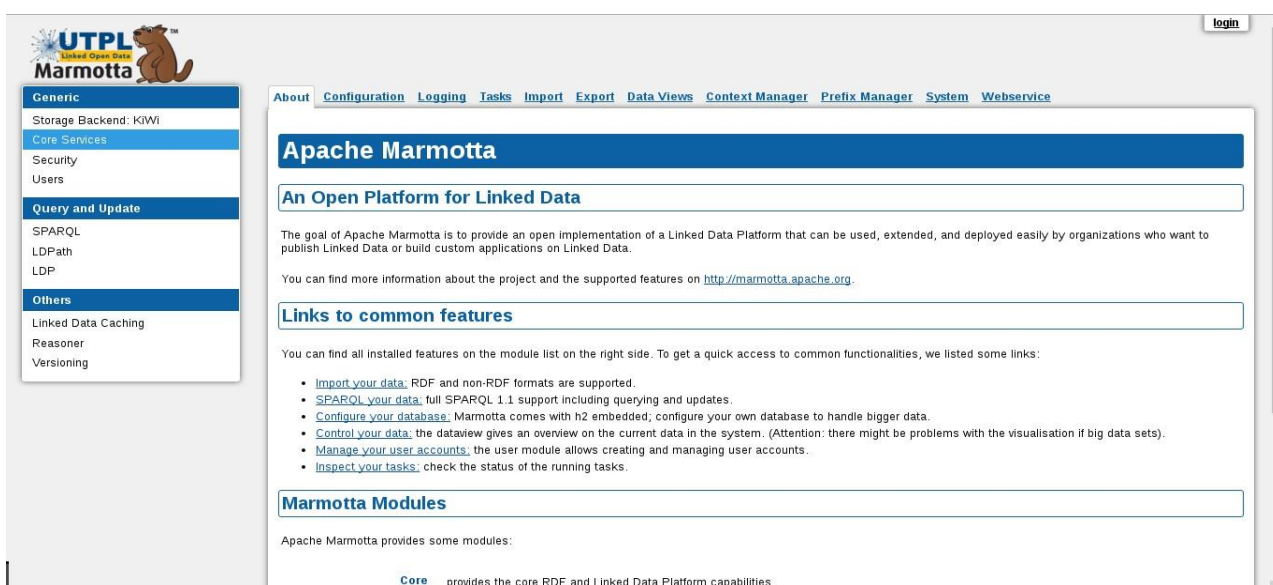 login
UTPL
Linked Open Data
Marmotta
TM
Generic
Storage Backend: KiWi
Core Services
Security
Users
Query and Update
SPARQL
LDPath
LDP
Others
Linked Data Caching
Reasoner
Versioning
About Configuration Logging Tasks Import Export Data Views Context Manager Prefix Manager System Webservice
Apache Marmotta
An Open Platform for Linked Data
The goal of Apache Marmotta is to provide an open implementation of a Linked Data Platform that can be used, extended, and deployed easily by organizations who want to
publish Linked Data or build custom applications on Linked Data.
You can find more information about the project and the supported features on http://marmotta.apache.org.
Links to common features
You can find all installed features on the module list on the right side. To get a quick access to common functionalities, we listed some links:
• Import your data: RDF and non-RDF formats are supported.
• SPARQL your data: full SPARQL 1.1 support including querying and updates.
• Configure your database: Marmotta comes with h2 embedded; configure your own database to handle bigger data.
• Control your data: the dataview gives an overview on the current data in the system. (Attention: there might be problems with the visualisation if big data sets).
• Manage your user accounts: the user module allows creating and managing user accounts.
• Inspect your tasks: check the status of the running tasks.
Marmotta Modules
Apache Marmotta provides some modules:
Core provides the core RDF and Linked Data Platform capabilities